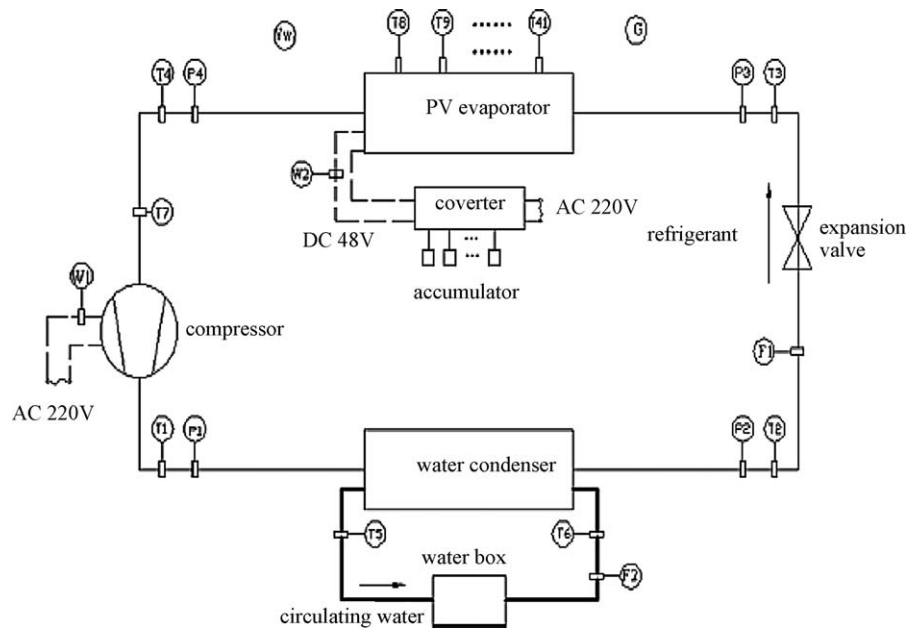 Vw
T8 T9 ...... T41
......
G
T4 P4
P3 T3
PV evaporator
W2
coverter
AC 220V
DC 48V
...
accumulator
T7
refrigerant
expansion
valve
W1
compressor
AC 220V
F1
T1 P1
P2 T2
water condenser
T5
T6
water box
F2
circulating water